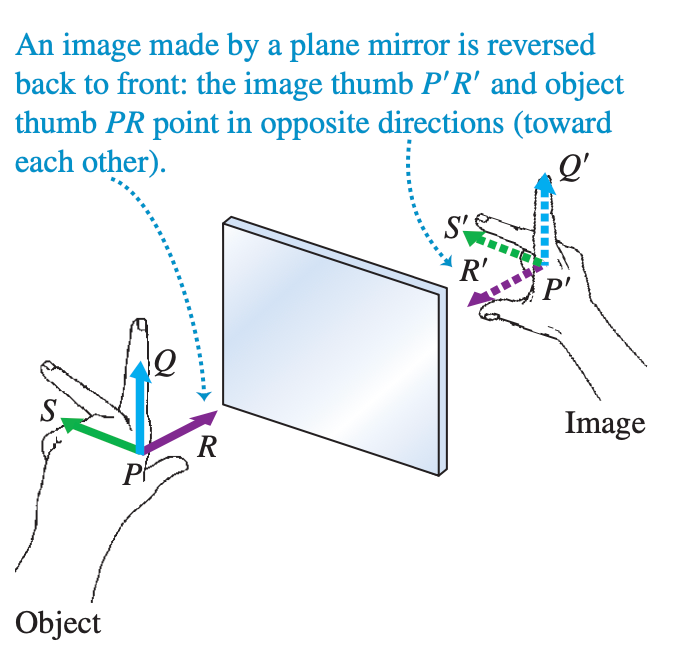 An image made by a plane mirror is reversed
back to front: the image thumb P′R′ and object
thumb PR point in opposite directions (toward
each other).
Q′
S′
R′
P′
Q
S
R
P
Image
Object